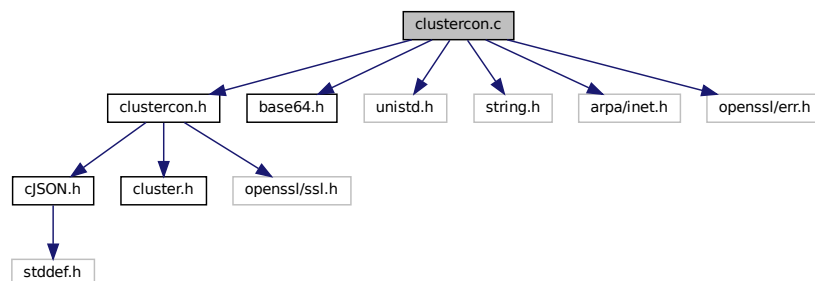 clustercon.c
clustercon.h
base64.h
unistd.h
string.h
arpa/inet.h
openssl/err.h
cJSON.h
cluster.h
openssl/ssl.h
stddef.h